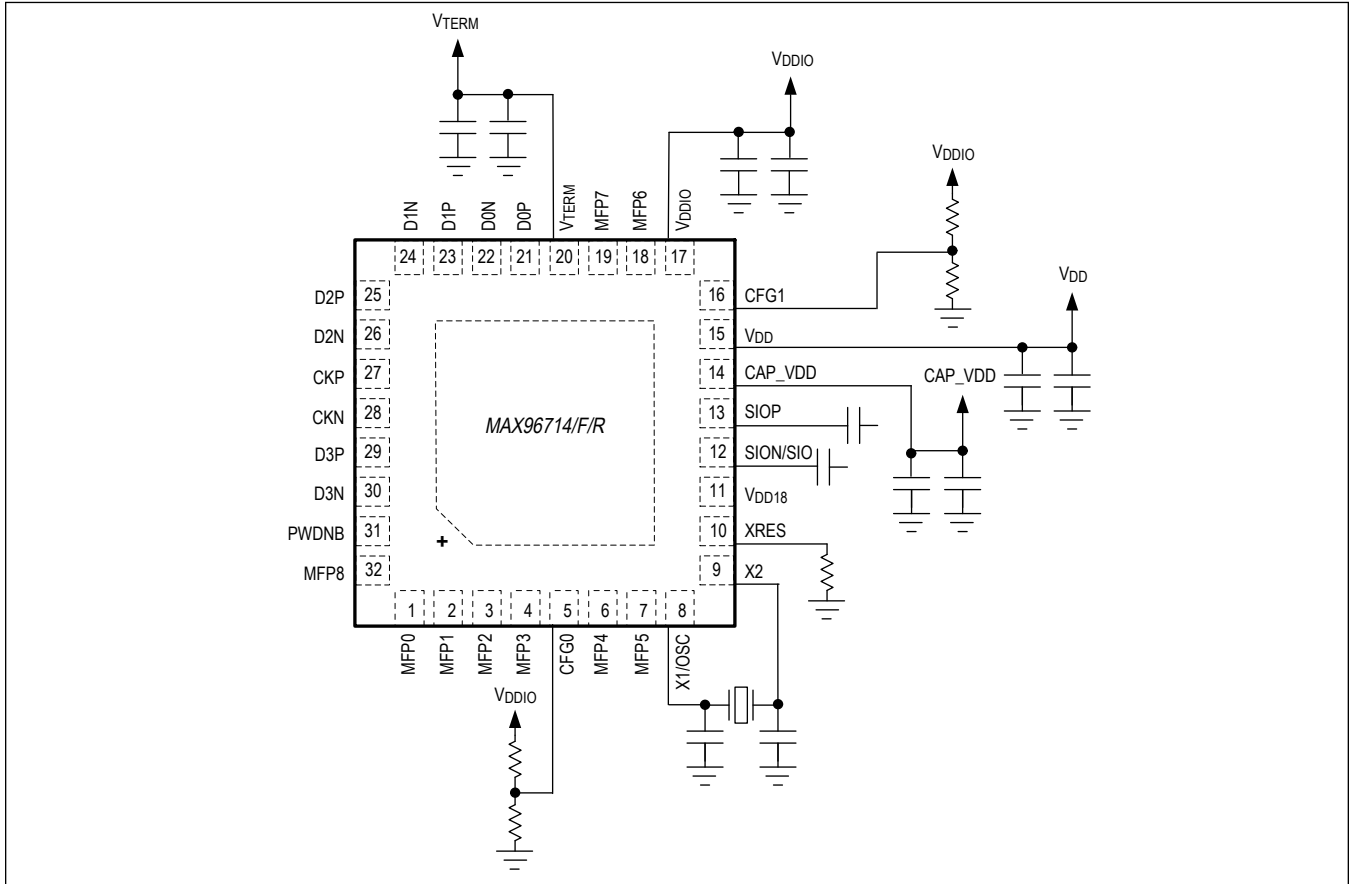 VTERM
VDDIO
VDDIO
D1N
D1P
D0N
D0P
VTERM
MFP7
MFP6
VDDIO
24 23 22 21 20 19 18 17
VDD
D2P 25
D2N 26
CKP 27
CKN 28
D3P 29
D3N 30
PWDNB 31
MFP8 32
MAX96714/F/R
+
16 CFG1
15 VDD
14 CAP_VDD
13 SIOP
12 SION/SIO
11 VDD18
10 XRES
9 X2
CAP_VDD
1 2 3 4 5 6 7 8
MFP0
MFP1
MFP2
MFP3
CFG0
MFP4
MFP5
X1/OSC
VDDIO